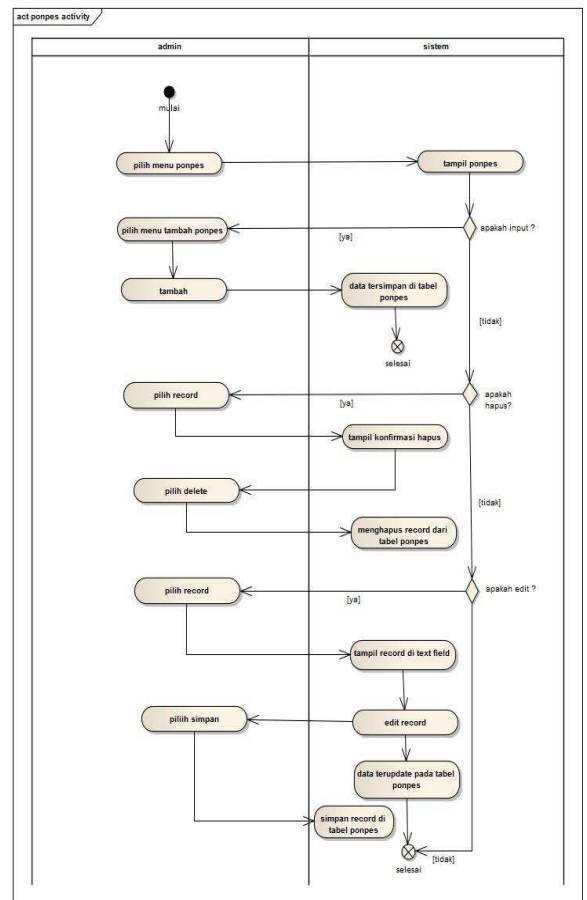 act ponpes activity
admin
sistem
mulai
pilih menu ponpes
tampil ponpes
pilih menu tambah ponpes
[ya]
apakah input ?
tambah
data tersimpan di tabel
ponpes
[tidak]
selesai
pilih record
[ya]
apakah
hapus?
tampil konfirmasi hapus
pilih delete
[tidak]
menghapus record dari
tabel ponpes
pilih record
[ya]
apakah edit ?
tampil record di text field
piliih simpan
edit record
data terupdate pada tabel
ponpes
simpan record di
tabel ponpes
[tidak]
selesai